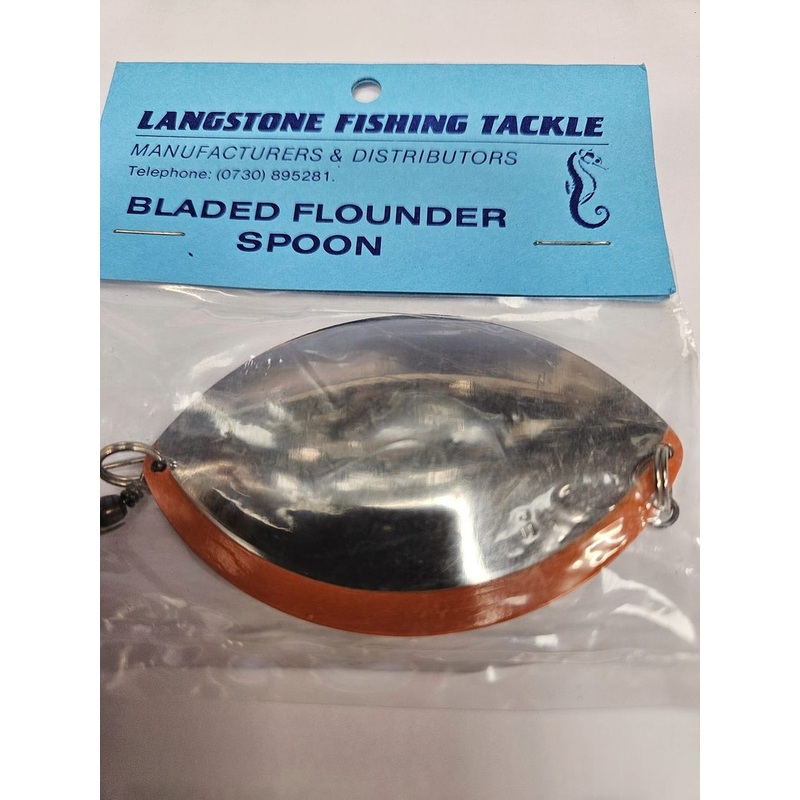 LANGSTONE FISHING TACKLE
MANUFACTURERS & DISTRIBUTORS
Telephone: (0730) 895281.
BLADED FLOUNDER
SPOON